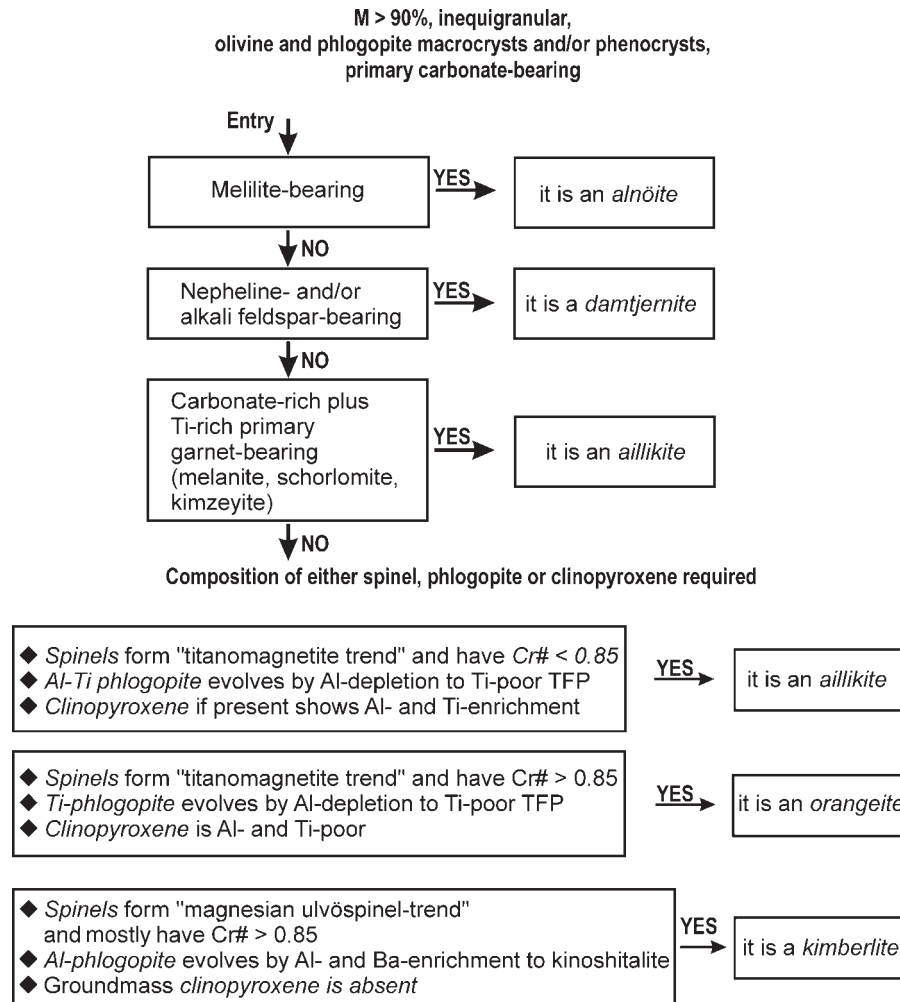 M > 90%, inequigranular,
olivine and phlogopite macrocrysts and/or phenocrysts,
primary carbonate-bearing
Entry
Melilite-bearing
YES
it is an alnöite
NO
Nepheline- and/or
alkali feldspar-bearing
YES
it is a damtjernite
NO
Carbonate-rich plus
Ti-rich primary
garnet-bearing
(melanite, schorlomite,
kimzeyite)
YES
it is an aillikite
NO
Composition of either spinel, phlogopite or clinopyroxene required
◆ Spinels form "titanomagnetite trend" and have Cr# < 0.85
◆ Al-Ti phlogopite evolves by Al-depletion to Ti-poor TFP
◆ Clinopyroxene if present shows Al- and Ti-enrichment
YES
it is an aillikite
◆ Spinels form "titanomagnetite trend" and have Cr# > 0.85
◆ Ti-phlogopite evolves by Al-depletion to Ti-poor TFP
◆ Clinopyroxene is Al- and Ti-poor
YES
it is an orangeite
◆ Spinels form "magnesian ulvöspinel-trend"
and mostly have Cr# > 0.85
◆ Al-phlogopite evolves by Al- and Ba-enrichment to kinoshitalite
◆ Groundmass clinopyroxene is absent
YES
it is a kimberlite